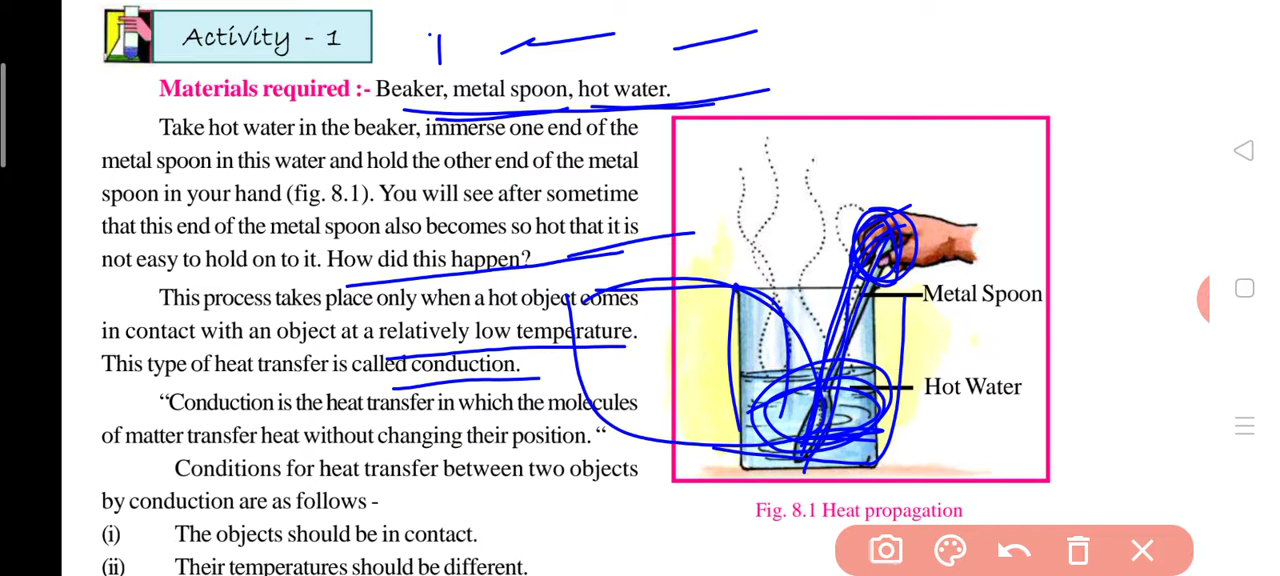 Activity - 1
Materials required :- Beaker, metal spoon, hot water.
Take hot water in the beaker, immerse one end of the
metal spoon in this water and hold the other end of the metal
spoon in your hand (fig. 8.1). You will see after sometime
that this end of the metal spoon also becomes so hot that it is
not easy to hold on to it. How did this happen?
This process takes place only when a hot object comes
in contact with an object at a relatively low temperature.
This type of heat transfer is called conduction.
“Conduction is the heat transfer in which the molecules
of matter transfer heat without changing their position. “
Conditions for heat transfer between two objects
by conduction are as follows -
(i) The objects should be in contact.
(ii) Their temperatures should be different.
Metal Spoon
Hot Water
Fig. 8.1 Heat propagation